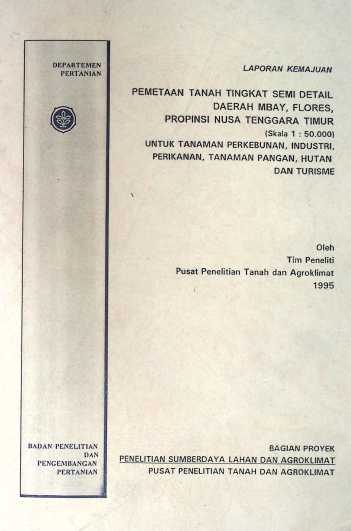 DEPARTEMEN
PERTANIAN
LAPORAN KEMAJUAN
PEMETAAN TANAH TINGKAT SEMI DETAIL
DAERAH MBAY, FLORES,
PROPINSI NUSA TENGGARA TIMUR
(Skala 1 : 50.000)
UNTUK TANAMAN PERKEBUNAN, INDUSTRI,
PERIKANAN, TANAMAN PANGAN, HUTAN
DAN TURISME
Oleh
Tim Peneliti
Pusat Penelitian Tanah dan Agroklimat
1995
BADAN PENELITIAN
DAN
PENGEMBANGAN
PERTANIAN
BAGIAN PROYEK
PENELITIAN SUMBERDAYA LAHAN DAN AGROKLIMAT
PUSAT PENELITIAN TANAH DAN AGROKLIMAT